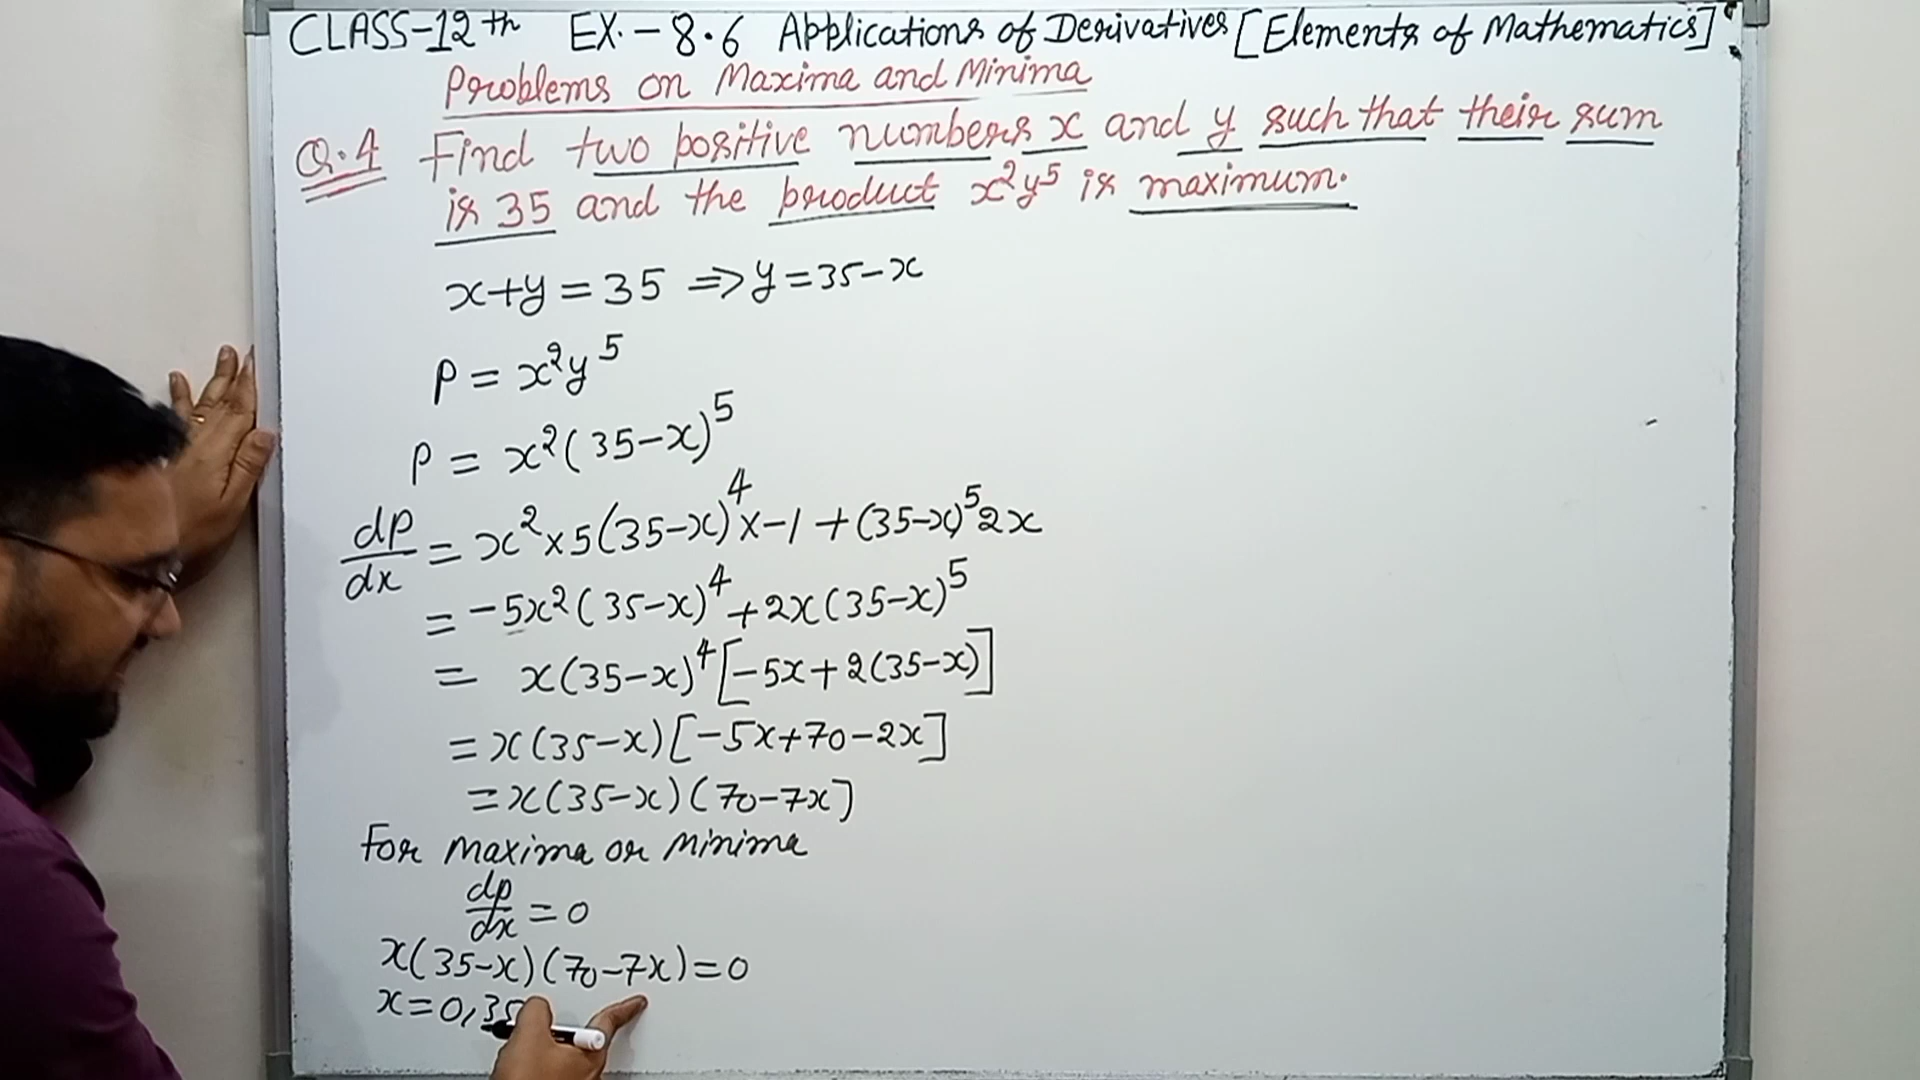 CLASS-12th EX.-8.6 Applications of Derivatives [Elements of Mathematics]
Problems on Maxima and Minima
Q.4 Find two positive numbers x and y such that their sum
is 35 and the product x²y⁵ is maximum.
x+y=35 ⇒ y=35-x
P = x²y⁵
P = x²(35-x)⁵
dp/dx = x²×5(35-x)⁴×-1+(35-x)⁵2x
= -5x²(35-x)⁴+2x(35-x)⁵
= x(35-x)⁴[-5x+2(35-x)]
= x(35-x)[-5x+70-2x]
= x(35-x)(70-7x]
For Maxima or Minima
dp/dx = 0
x(35-x)(70-7x)=0
x=0,35